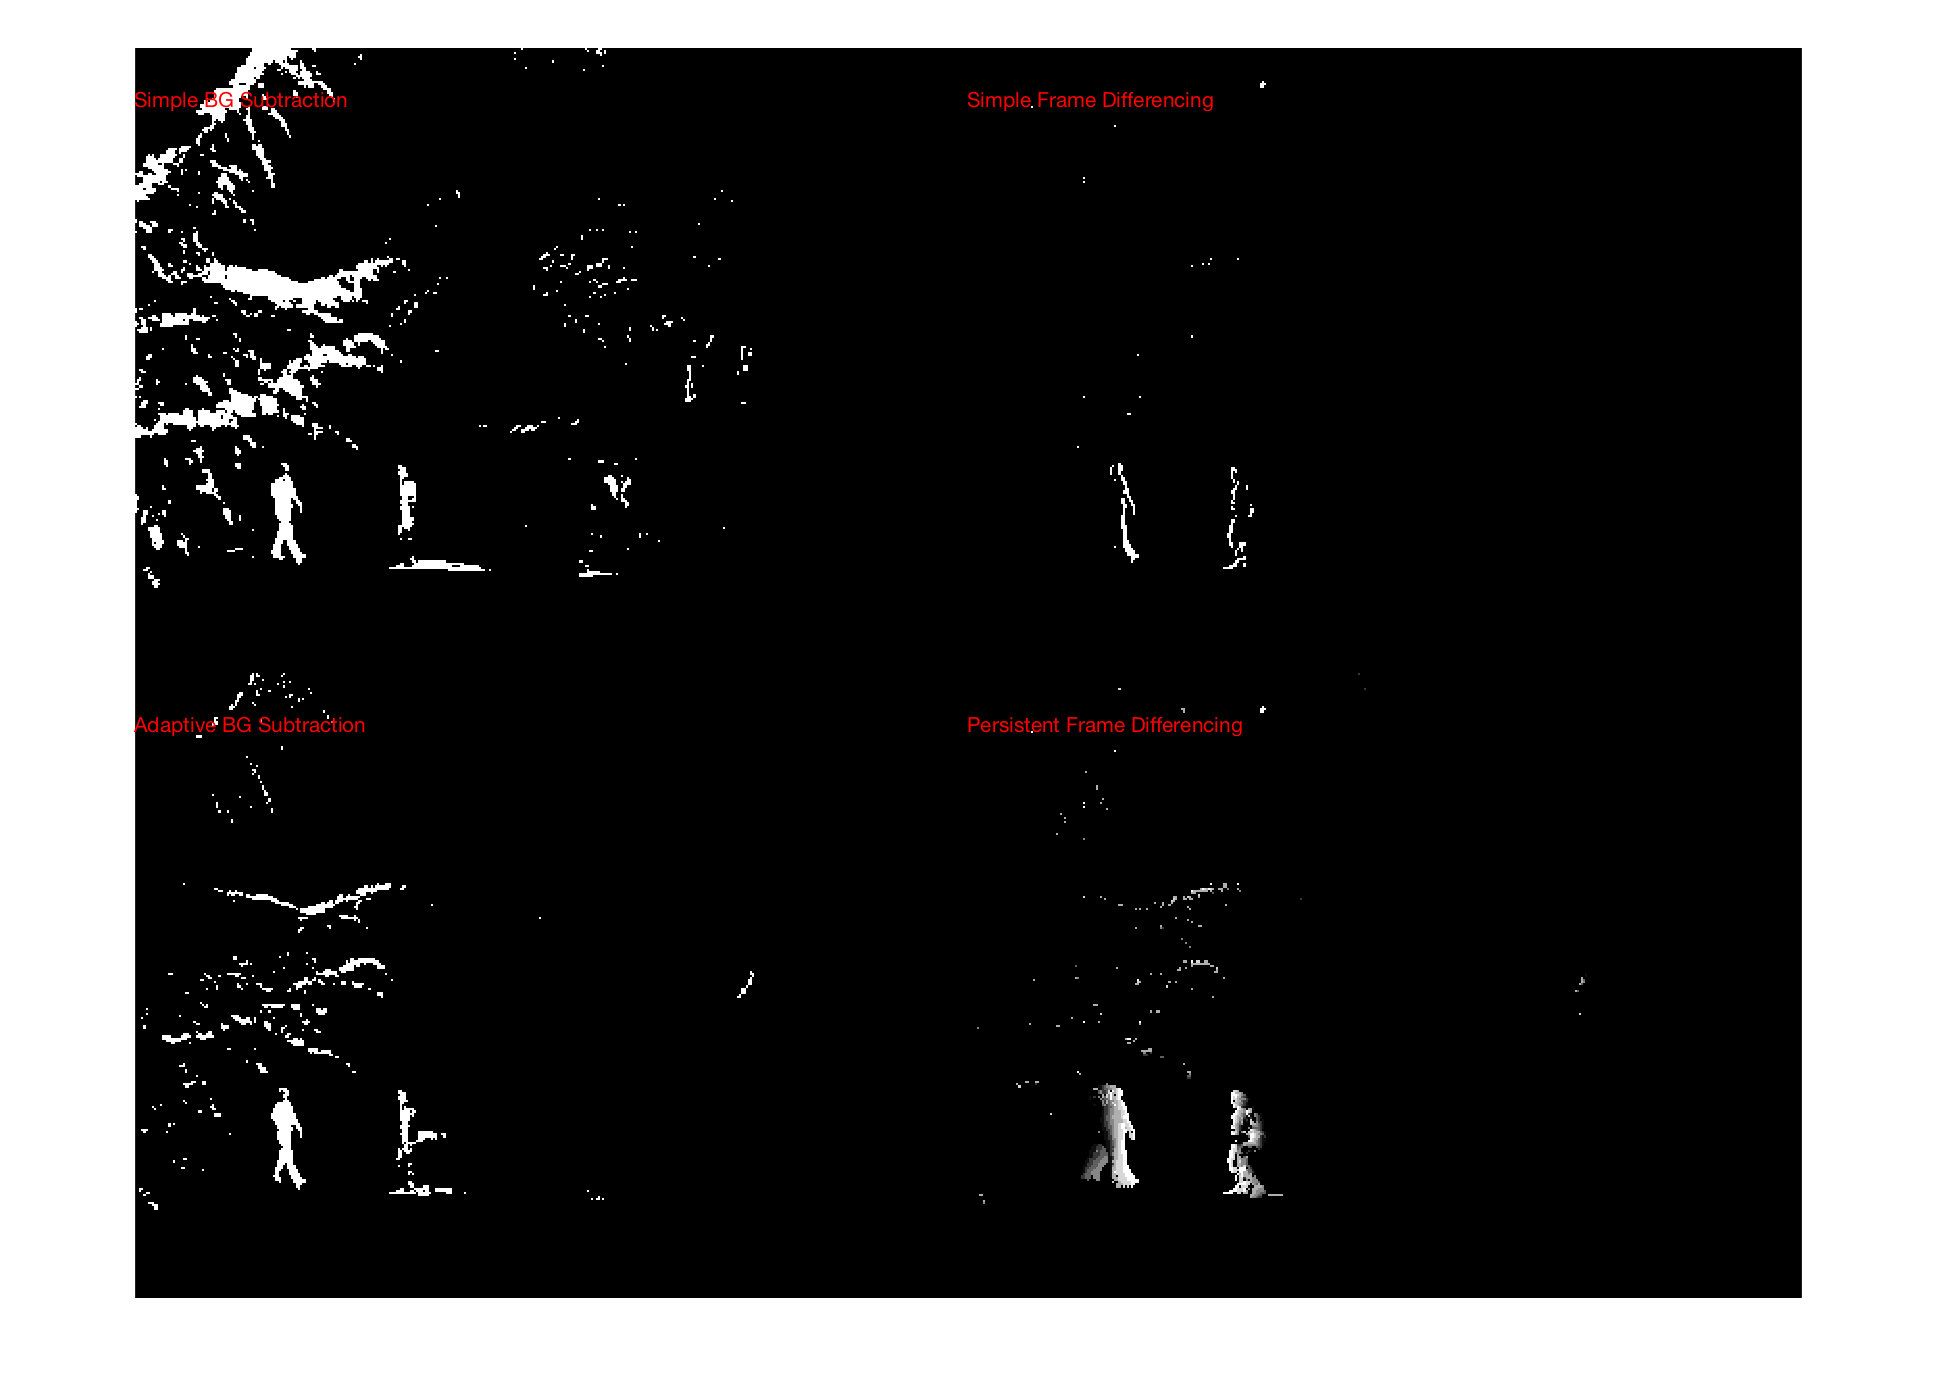 Simple BG Subtraction
Simple Frame Differencing
Adaptive BG Subtraction
Persistent Frame Differencing